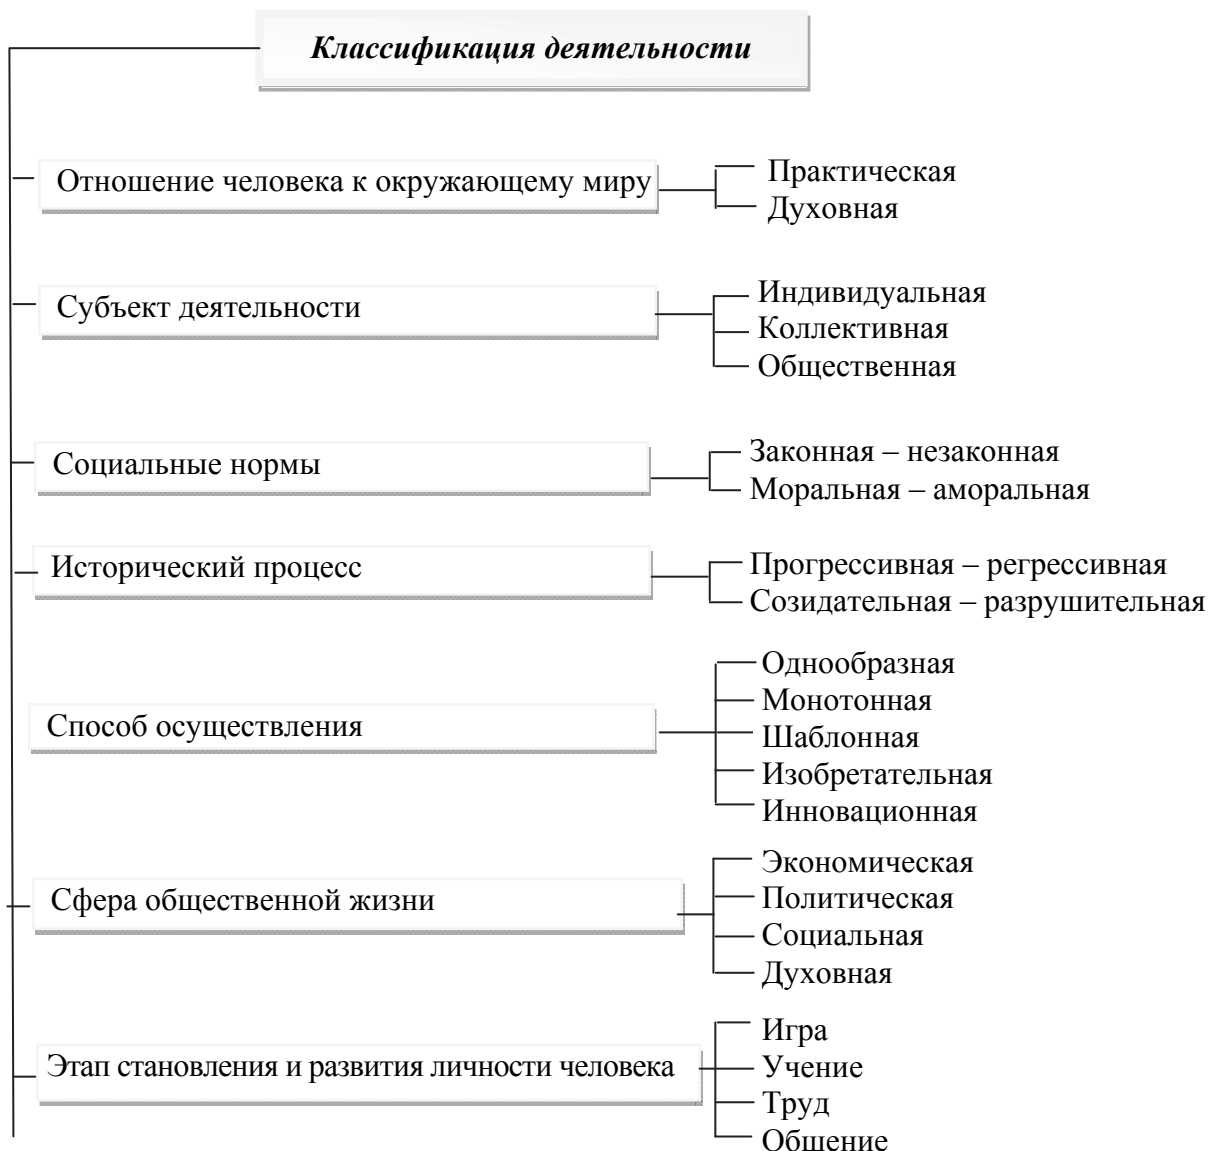 Классификация деятельности
Отношение человека к окружающему миру
Практическая
Духовная
Субъект деятельности
Индивидуальная
Коллективная
Общественная
Социальные нормы
Законная – незаконная
Моральная – аморальная
Исторический процесс
Прогрессивная – регрессивная
Созидательная – разрушительная
Способ осуществления
Однообразная
Монотонная
Шаблонная
Изобретательная
Инновационная
Сфера общественной жизни
Экономическая
Политическая
Социальная
Духовная
Этап становления и развития личности человека
Игра
Учение
Труд
Общение